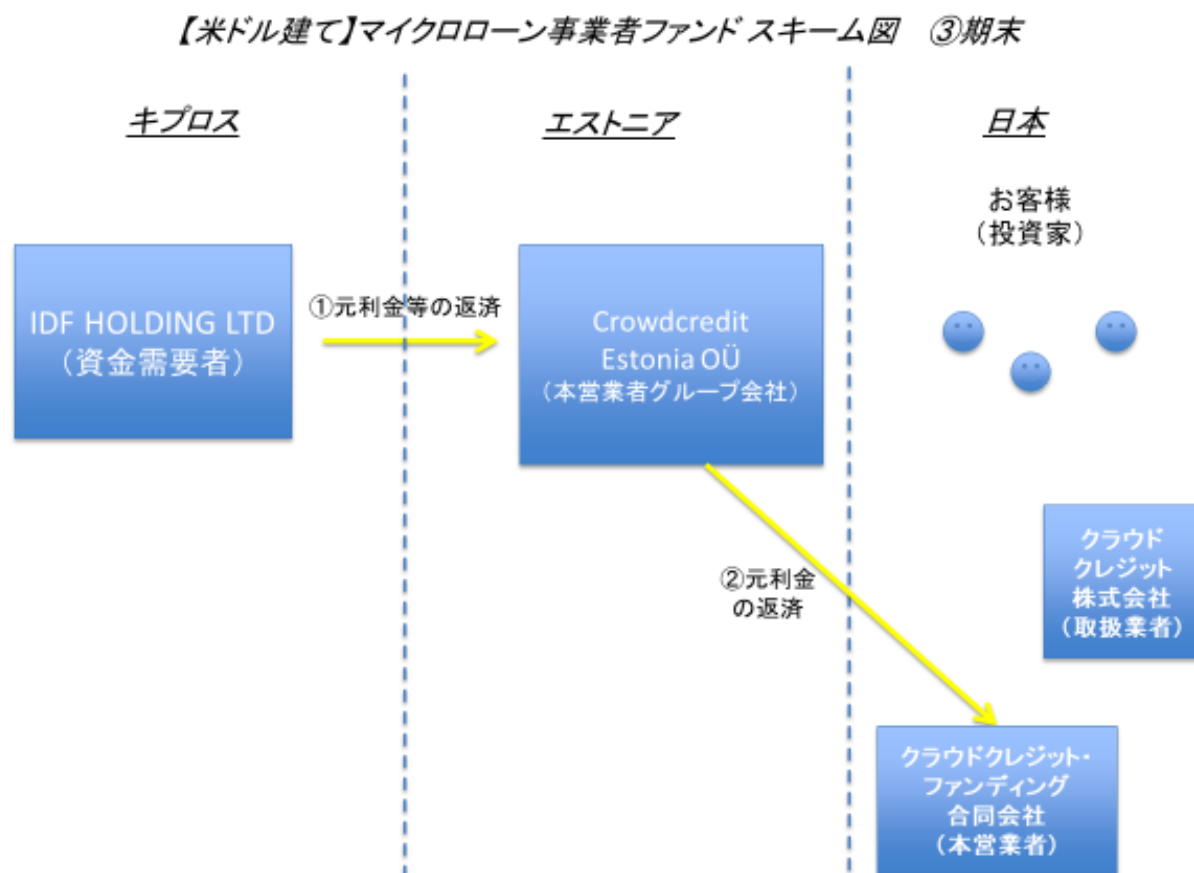 【米ドル建て】マイクロローン事業者ファンド スキーム図　③期末
キプロス
エストニア
日本
お客様
（投資家）
IDF HOLDING LTD
（資金需要者）
①元利金等の返済
Crowdcredit
Estonia OÜ
（本営業者グループ会社）
②元利金
の返済
クラウド
クレジット
株式会社
（取扱業者）
クラウドクレジット・
ファンディング
合同会社
（本営業者）